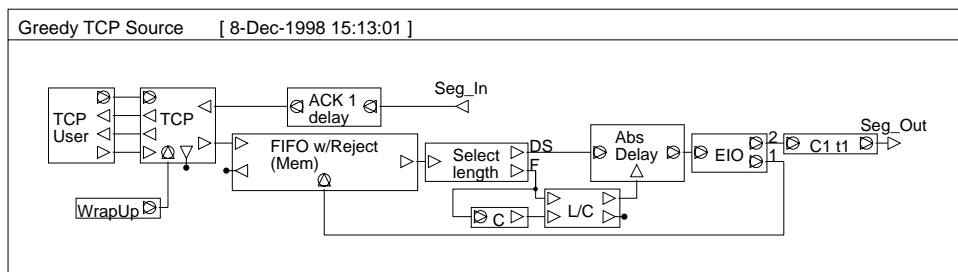 Greedy TCP Source [ 8-Dec-1998 15:13:01 ]
Seg_In
TCP User
TCP
ACK 1 delay
FIFO w/Reject (Mem)
Select length
DS
F
Abs Delay
EIO
2
1
C1 t1
Seg_Out
WrapUp
C
L/C